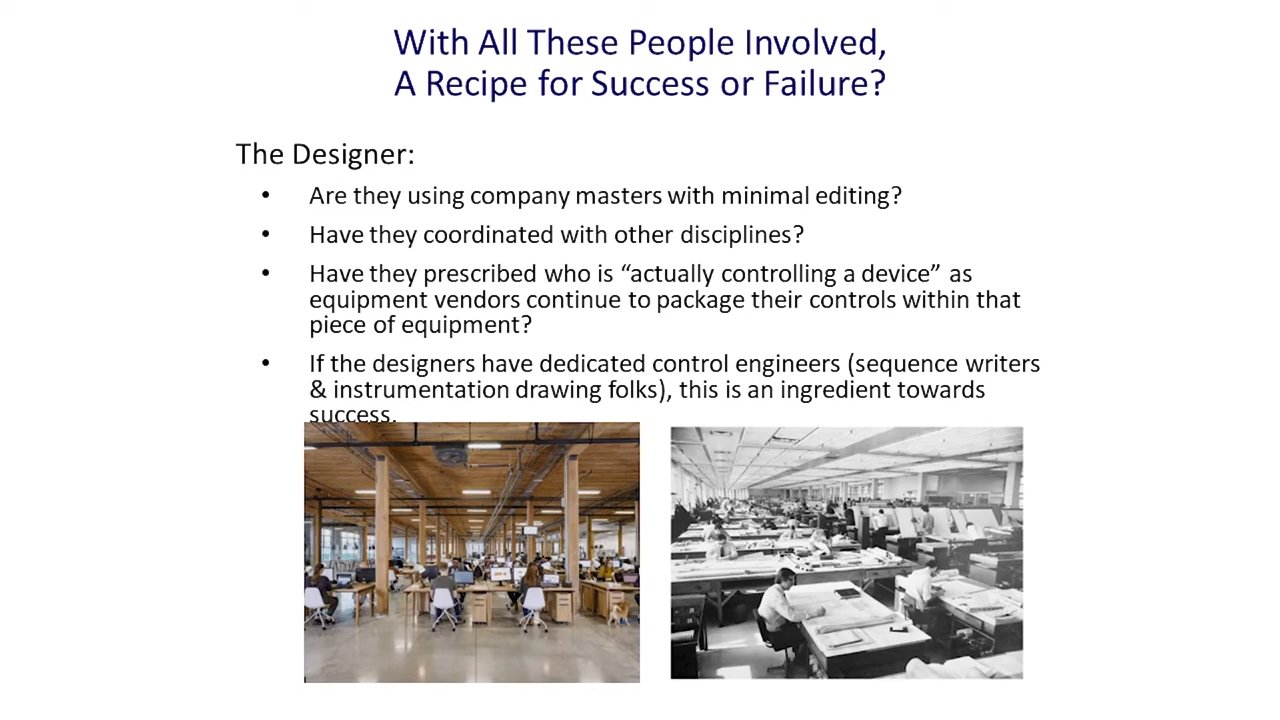 With All These People Involved,
A Recipe for Success or Failure?
The Designer:
• Are they using company masters with minimal editing?
• Have they coordinated with other disciplines?
• Have they prescribed who is “actually controlling a device” as
equipment vendors continue to package their controls within that
piece of equipment?
• If the designers have dedicated control engineers (sequence writers
& instrumentation drawing folks), this is an ingredient towards
success.